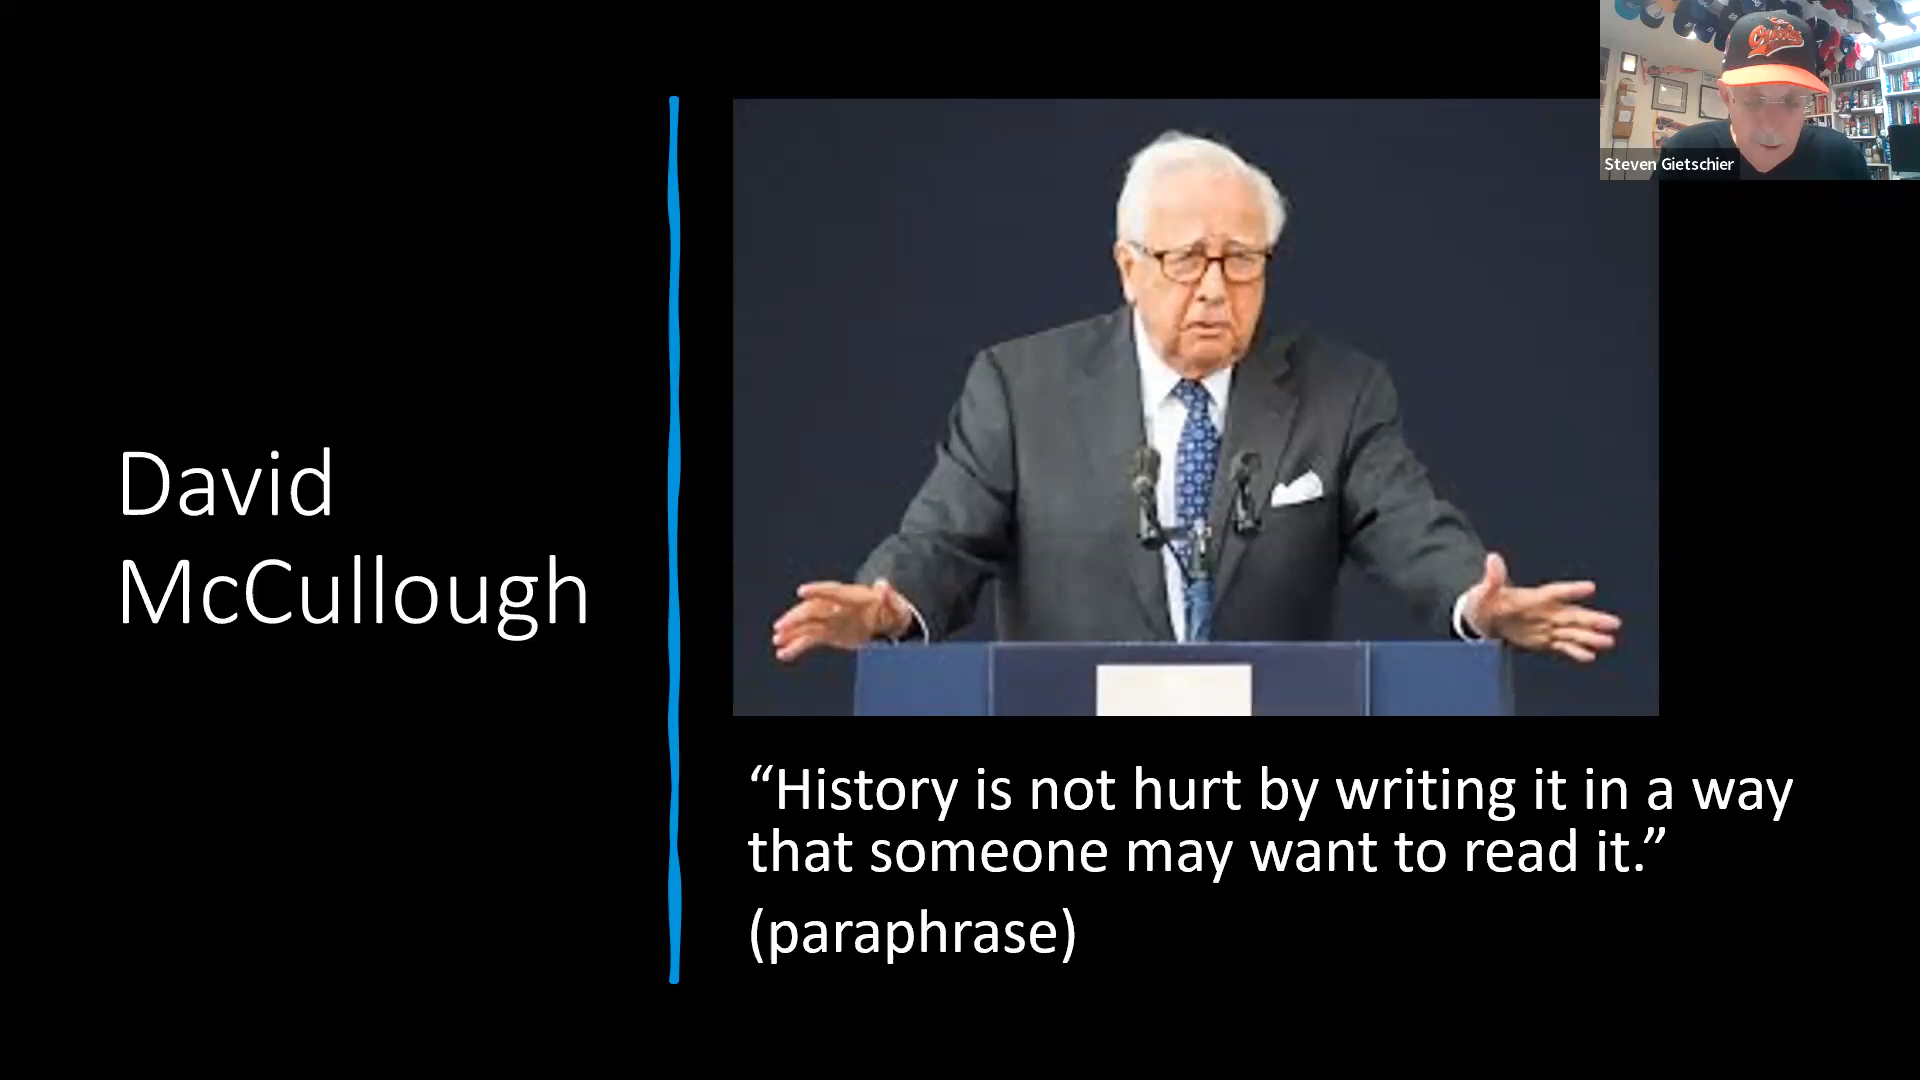 Orioles
Steven Gietschier
David
McCullough
“History is not hurt by writing it in a way
that someone may want to read it.”
(paraphrase)